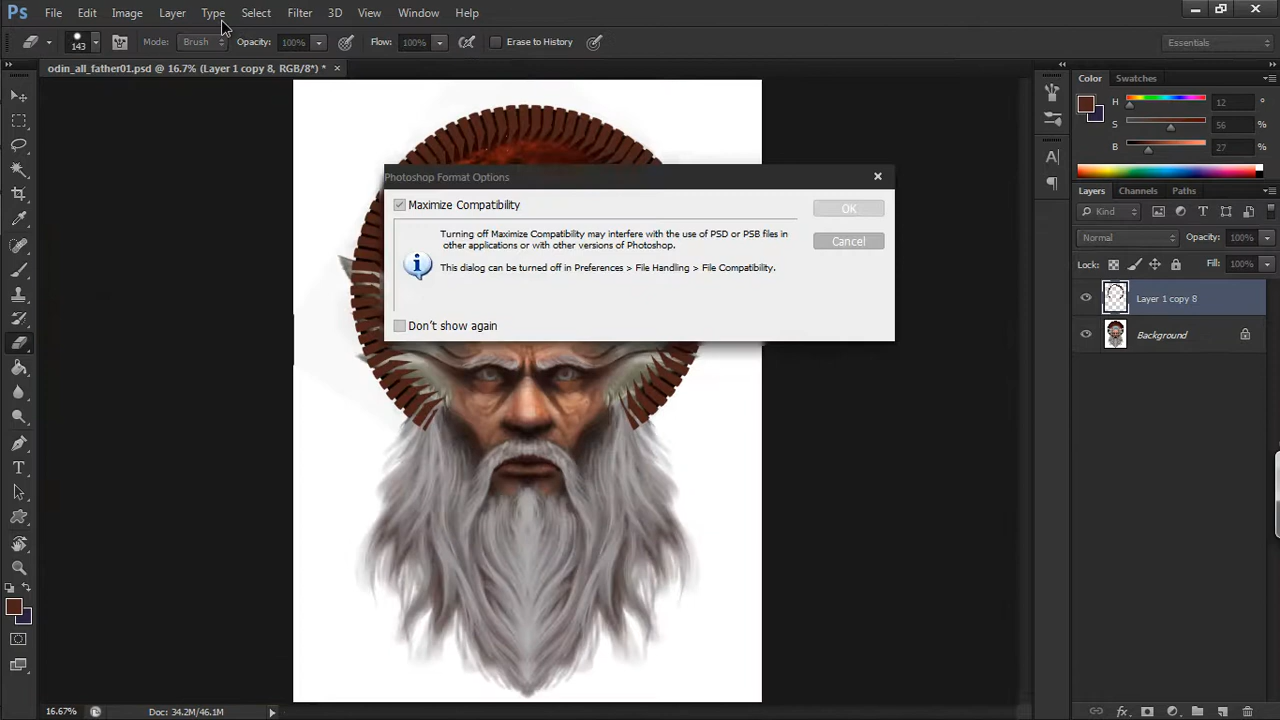 Ps File Edit Image Layer Type Select Filter 3D View Window Help
143 Mode: Brush Opacity: 100% Flow: 100% Erase to History Essentials
odin_all_father01.psd @ 16.7% (Layer 1 copy 8, RGB/8*) * ×
Color Swatches
H 12 °
S 56 %
B 27 %
Photoshop Format Options
Maximize Compatibility
OK
Turning off Maximize Compatibility may interfere with the use of PSD or PSB files in
other applications or with other versions of Photoshop.
Cancel
This dialog can be turned off in Preferences > File Handling > File Compatibility.
Don't show again
Layers Channels Paths
Kind
Normal Opacity: 100%
Lock: Fill: 100%
Layer 1 copy 8
Background
16.67% Doc: 34.2M/46.1M